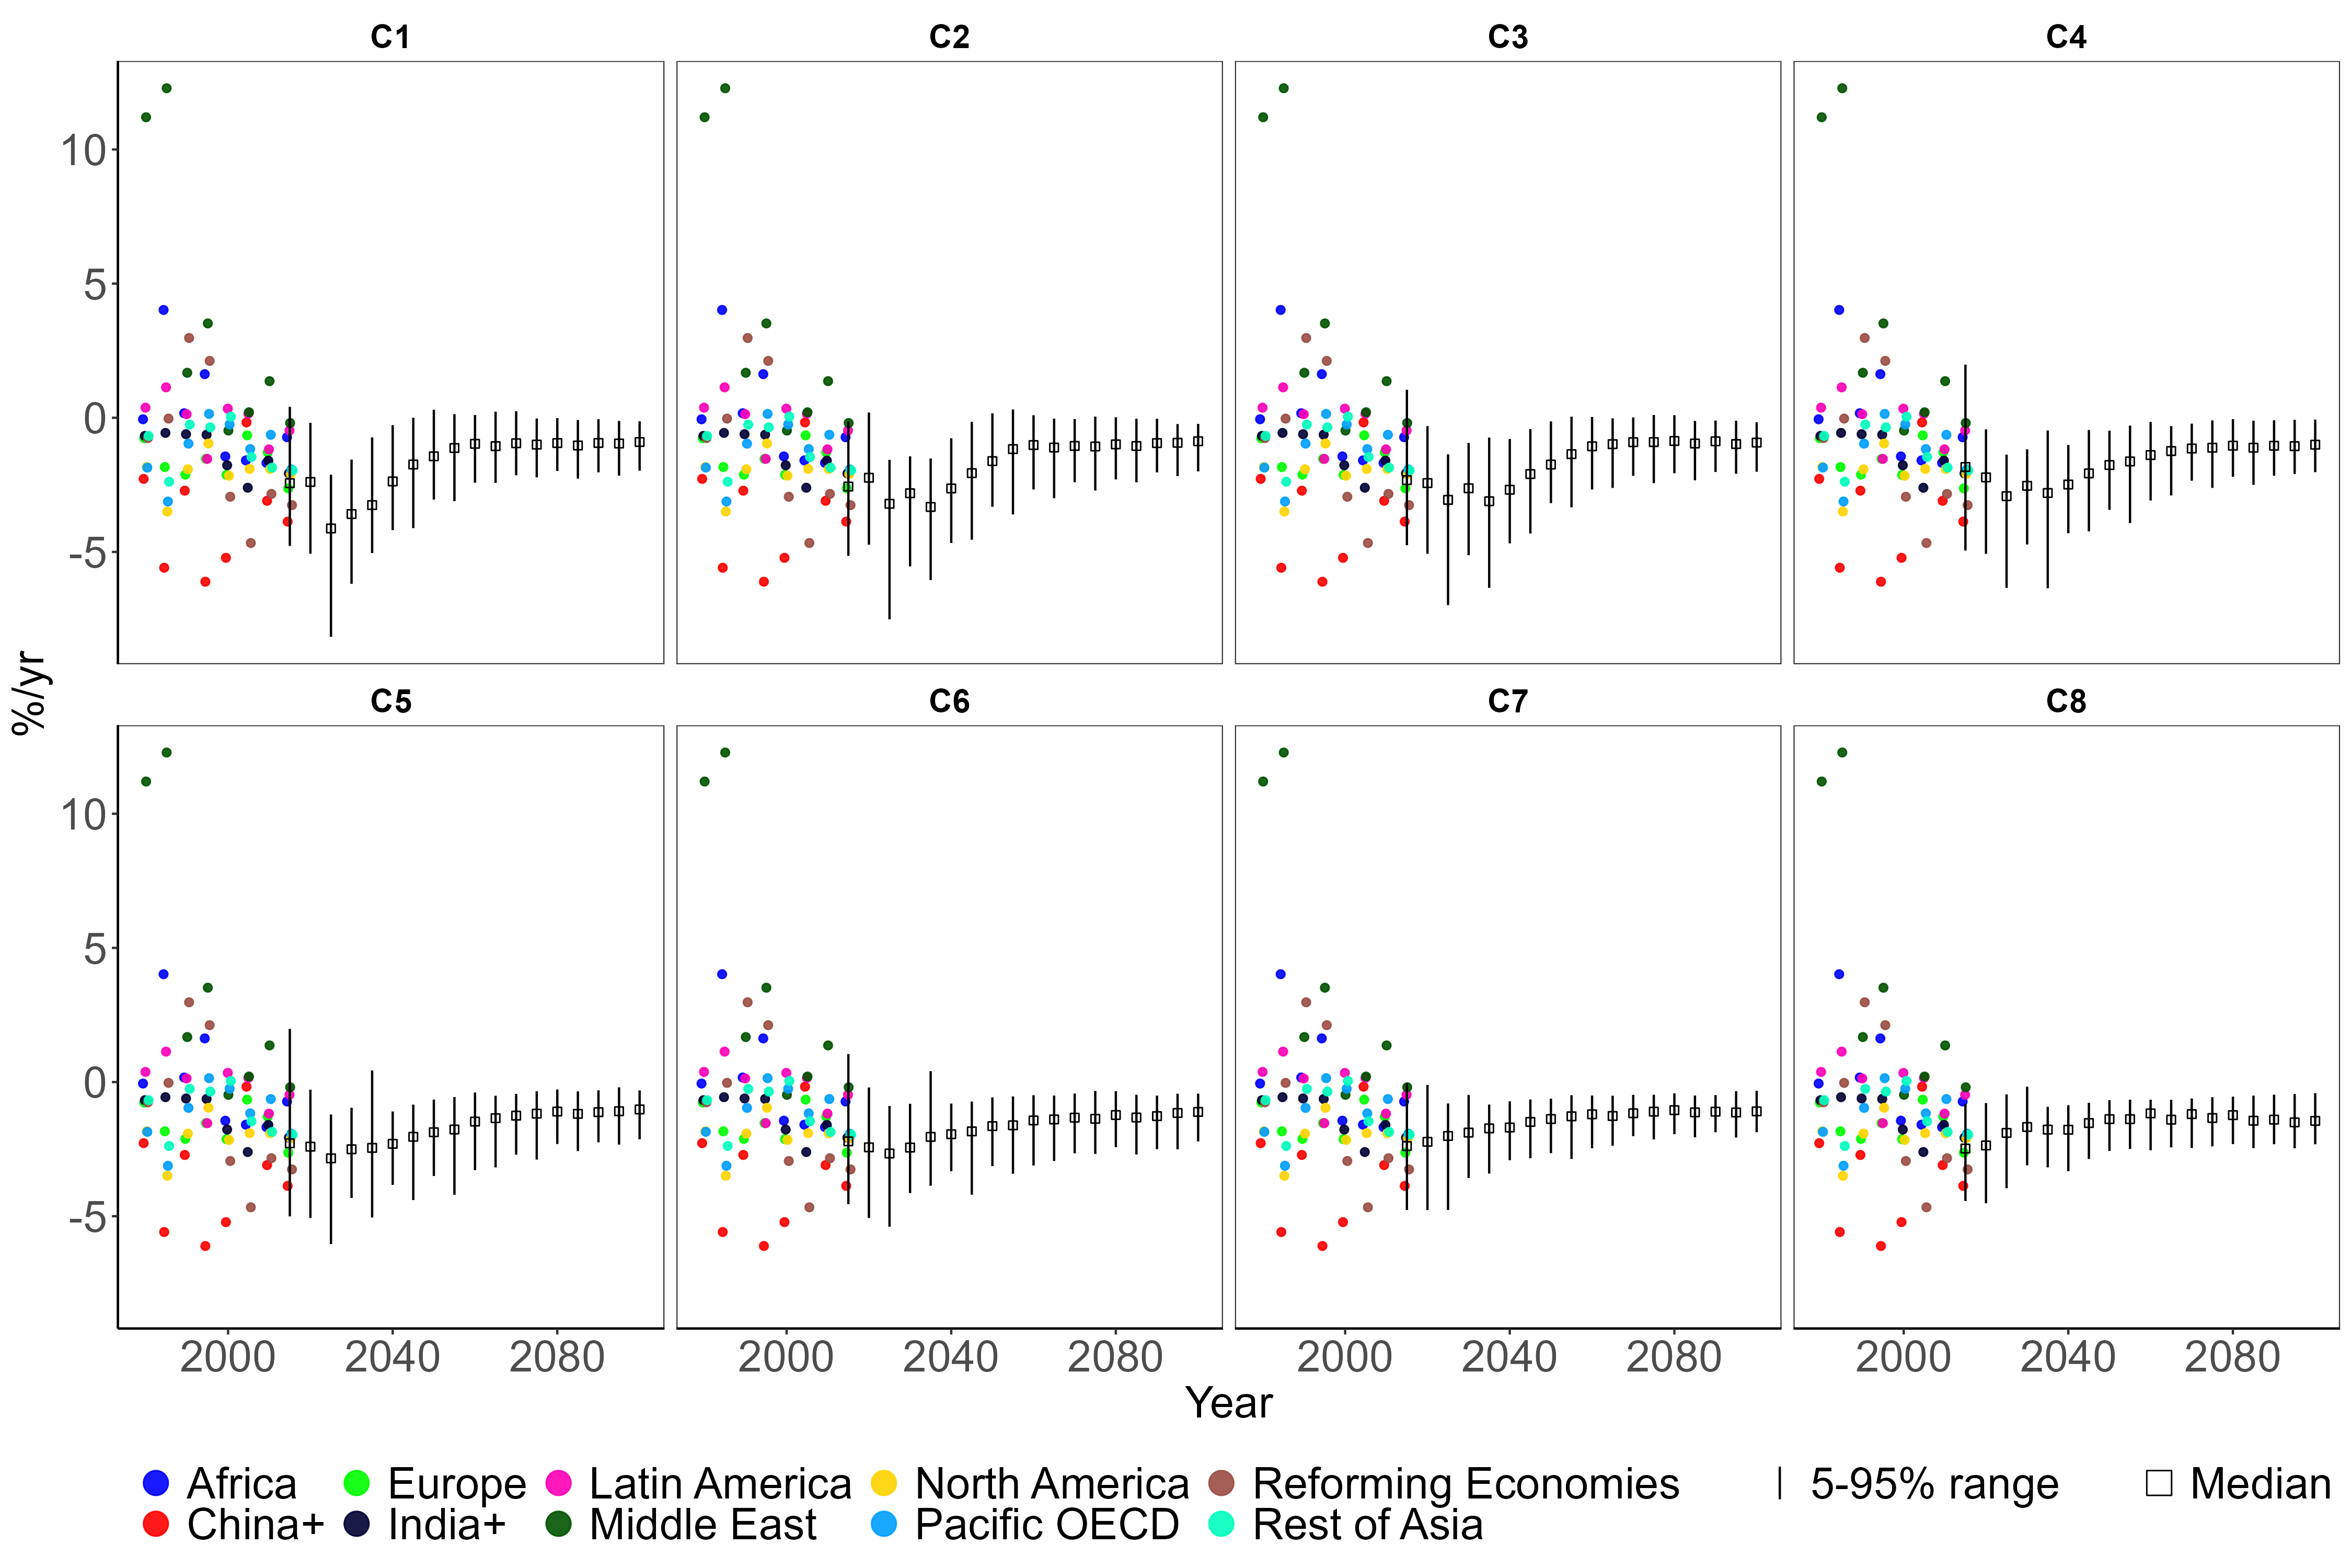 C1 C2 C3 C4
10
5
0
-5
%/yr
C5 C6 C7 C8
10
5
0
-5
2000 2040 2080 2000 2040 2080 2000 2040 2080 2000 2040 2080
Year
Africa Europe Latin America North America Reforming Economies 5-95% range Median
China+ India+ Middle East Pacific OECD Rest of Asia